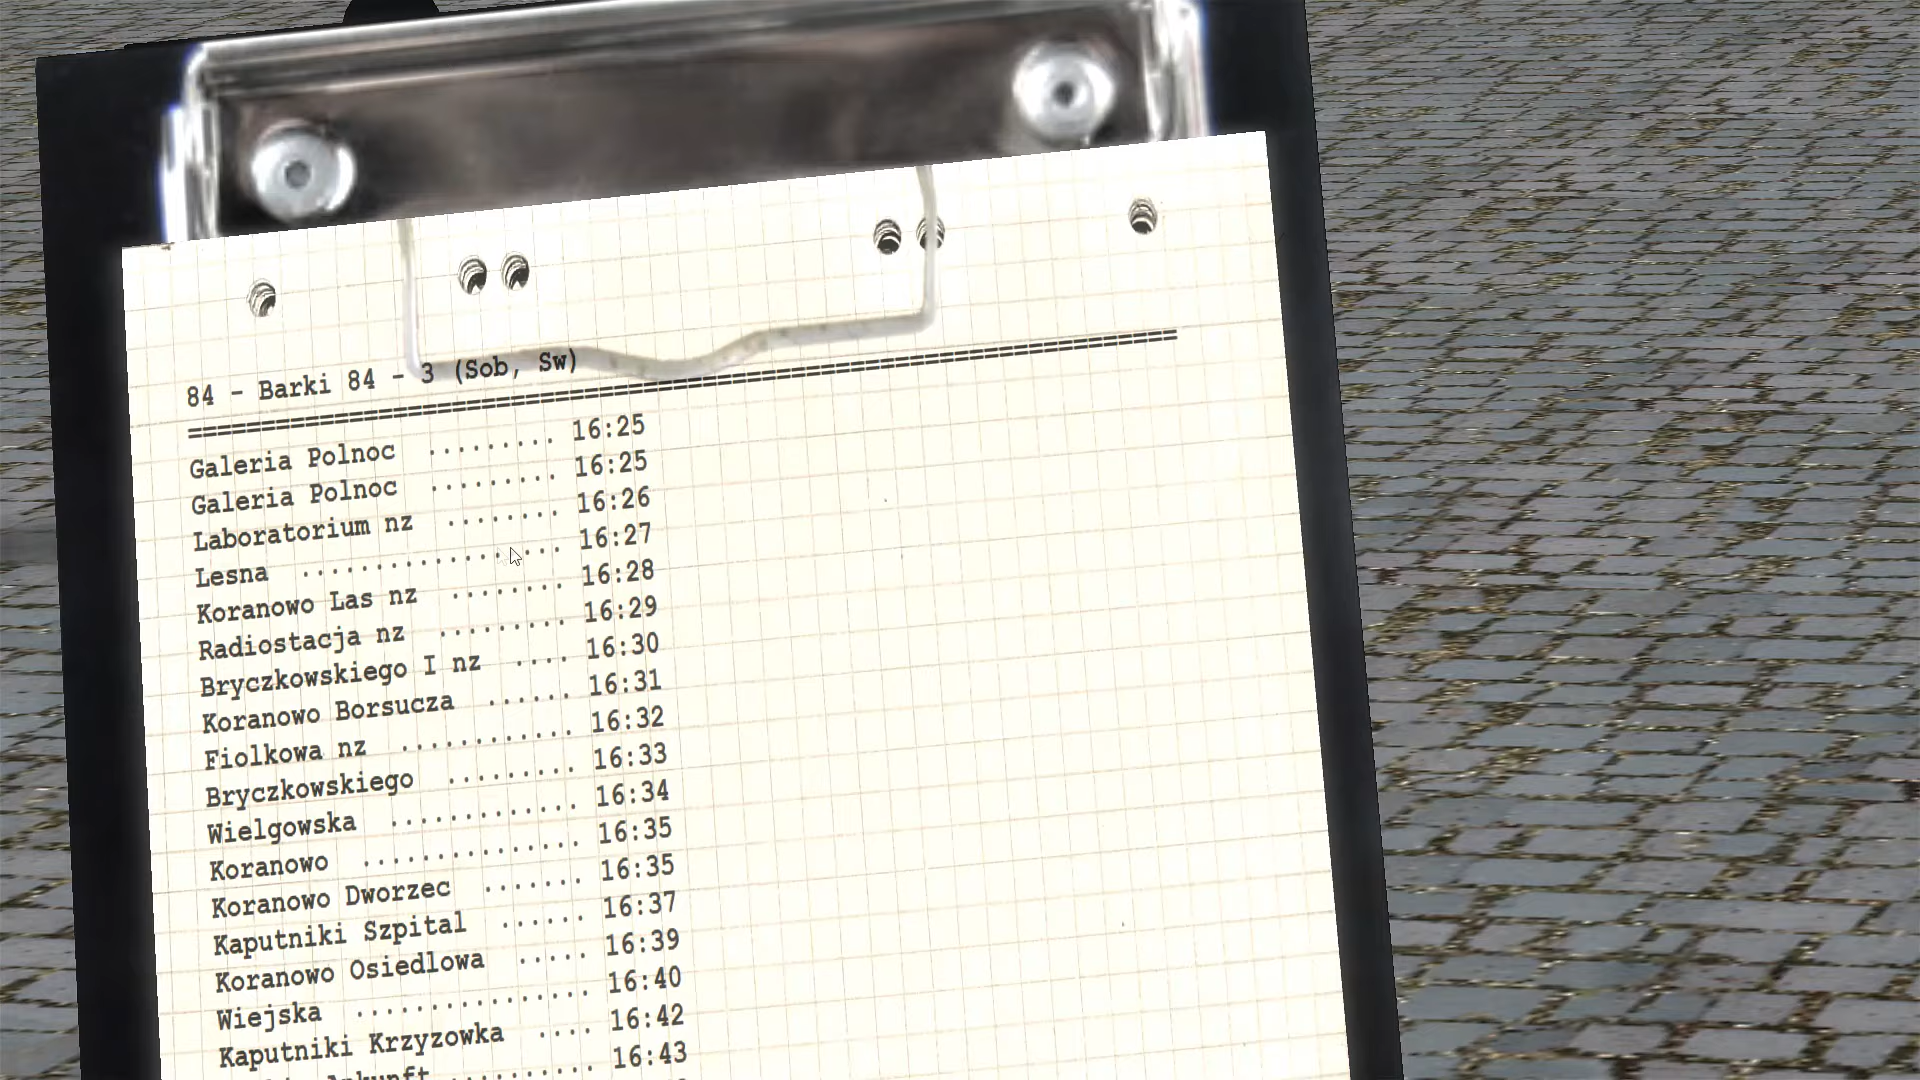 84 - Barki 84 - 3 (Sob, Sw)
Galeria Polnoc ........ 16:25
Galeria Polnoc ........ 16:25
Laboratorium nz ........ 16:26
Lesna ............... 16:27
Koranowo Las nz ........ 16:28
Radiostacja nz ......... 16:29
Bryczkowskiego I nz .... 16:30
Koranowo Borsucza ...... 16:31
Fiolkowa nz ............ 16:32
Bryczkowskiego ......... 16:33
Wielgowska ............. 16:34
Koranowo ............... 16:35
Koranowo Dworzec ....... 16:35
Kaputniki Szpital ...... 16:37
Koranowo Osiedlowa ..... 16:39
Wiejska ............... 16:40
Kaputniki Krzyzowka .... 16:42
.......... 16:43